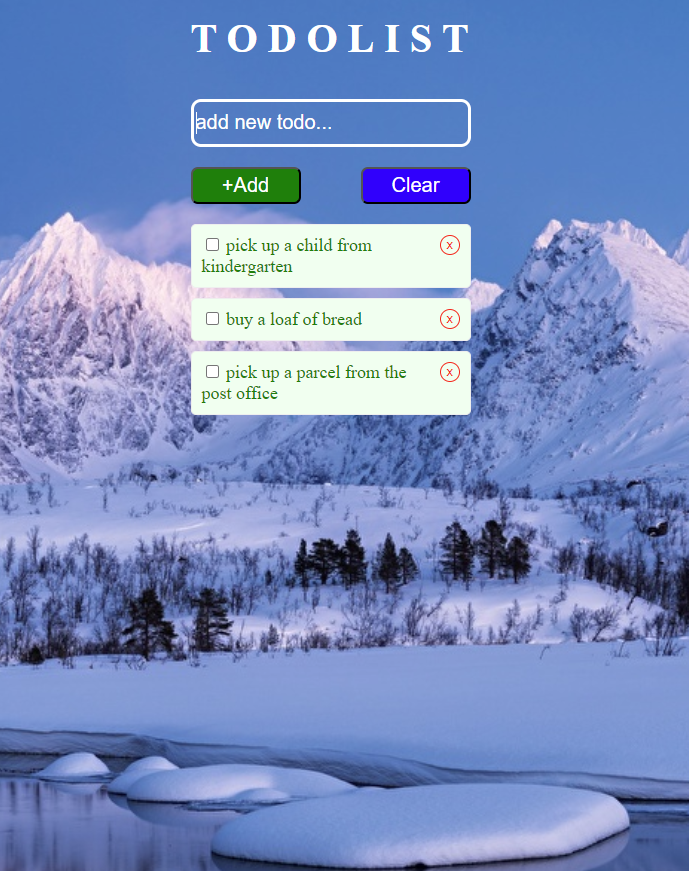 T O D O L I S T
add new todo...
+Add Clear
pick up a child from x
kindergarten
buy a loaf of bread x
pick up a parcel from the x
post office